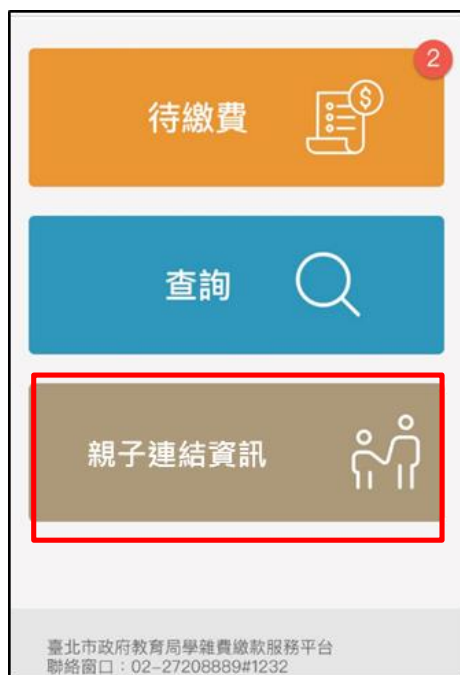 2
待繳費
查詢
親子連結資訊
臺北市政府教育局學雜費繳款服務平台
聯絡窗口：02-27208889#1232